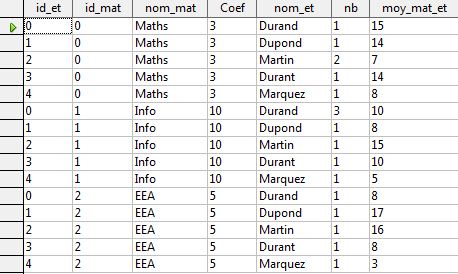 id_et id_mat nom_mat Coef nom_et nb moy_mat_et
0 0 Maths 3 Durand 1 15
1 0 Maths 3 Dupond 1 14
2 0 Maths 3 Martin 2 7
3 0 Maths 3 Durant 1 14
4 0 Maths 3 Marquez 1 8
0 1 Info 10 Durand 3 10
1 1 Info 10 Dupond 1 8
2 1 Info 10 Martin 1 15
3 1 Info 10 Durant 1 10
4 1 Info 10 Marquez 1 5
0 2 EEA 5 Durand 1 8
1 2 EEA 5 Dupond 1 17
2 2 EEA 5 Martin 1 16
3 2 EEA 5 Durant 1 8
4 2 EEA 5 Marquez 1 3